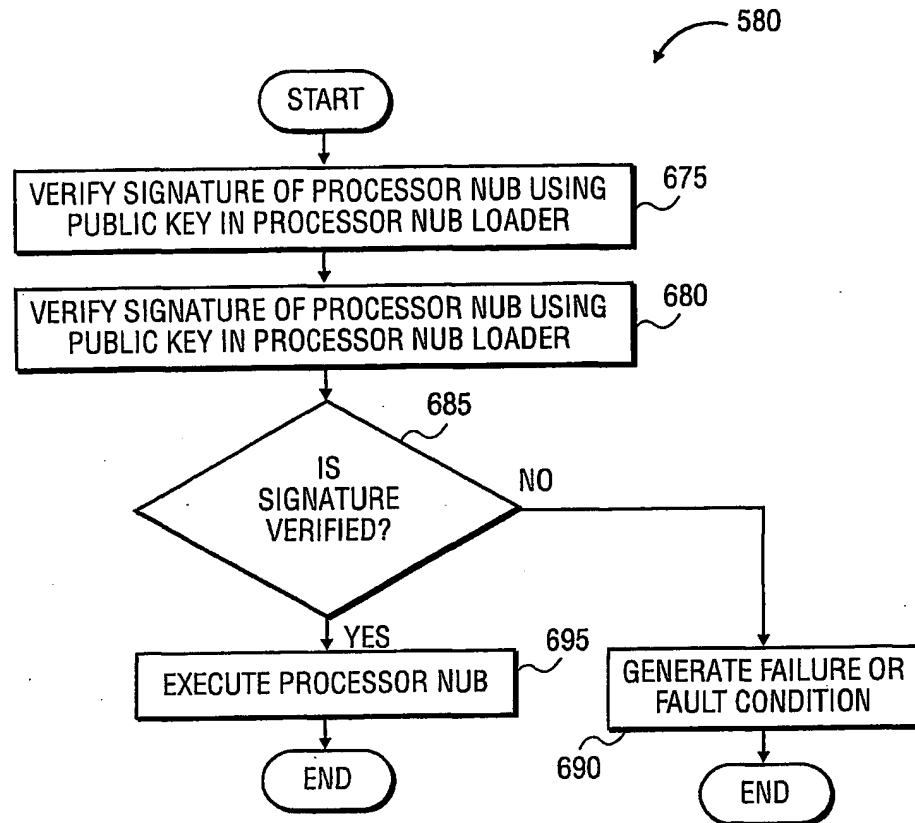 580
START
VERIFY SIGNATURE OF PROCESSOR NUB USING
PUBLIC KEY IN PROCESSOR NUB LOADER
675
VERIFY SIGNATURE OF PROCESSOR NUB USING
PUBLIC KEY IN PROCESSOR NUB LOADER
680
685
IS
SIGNATURE
VERIFIED?
NO
YES
EXECUTE PROCESSOR NUB
695
GENERATE FAILURE OR
FAULT CONDITION
690
END
END